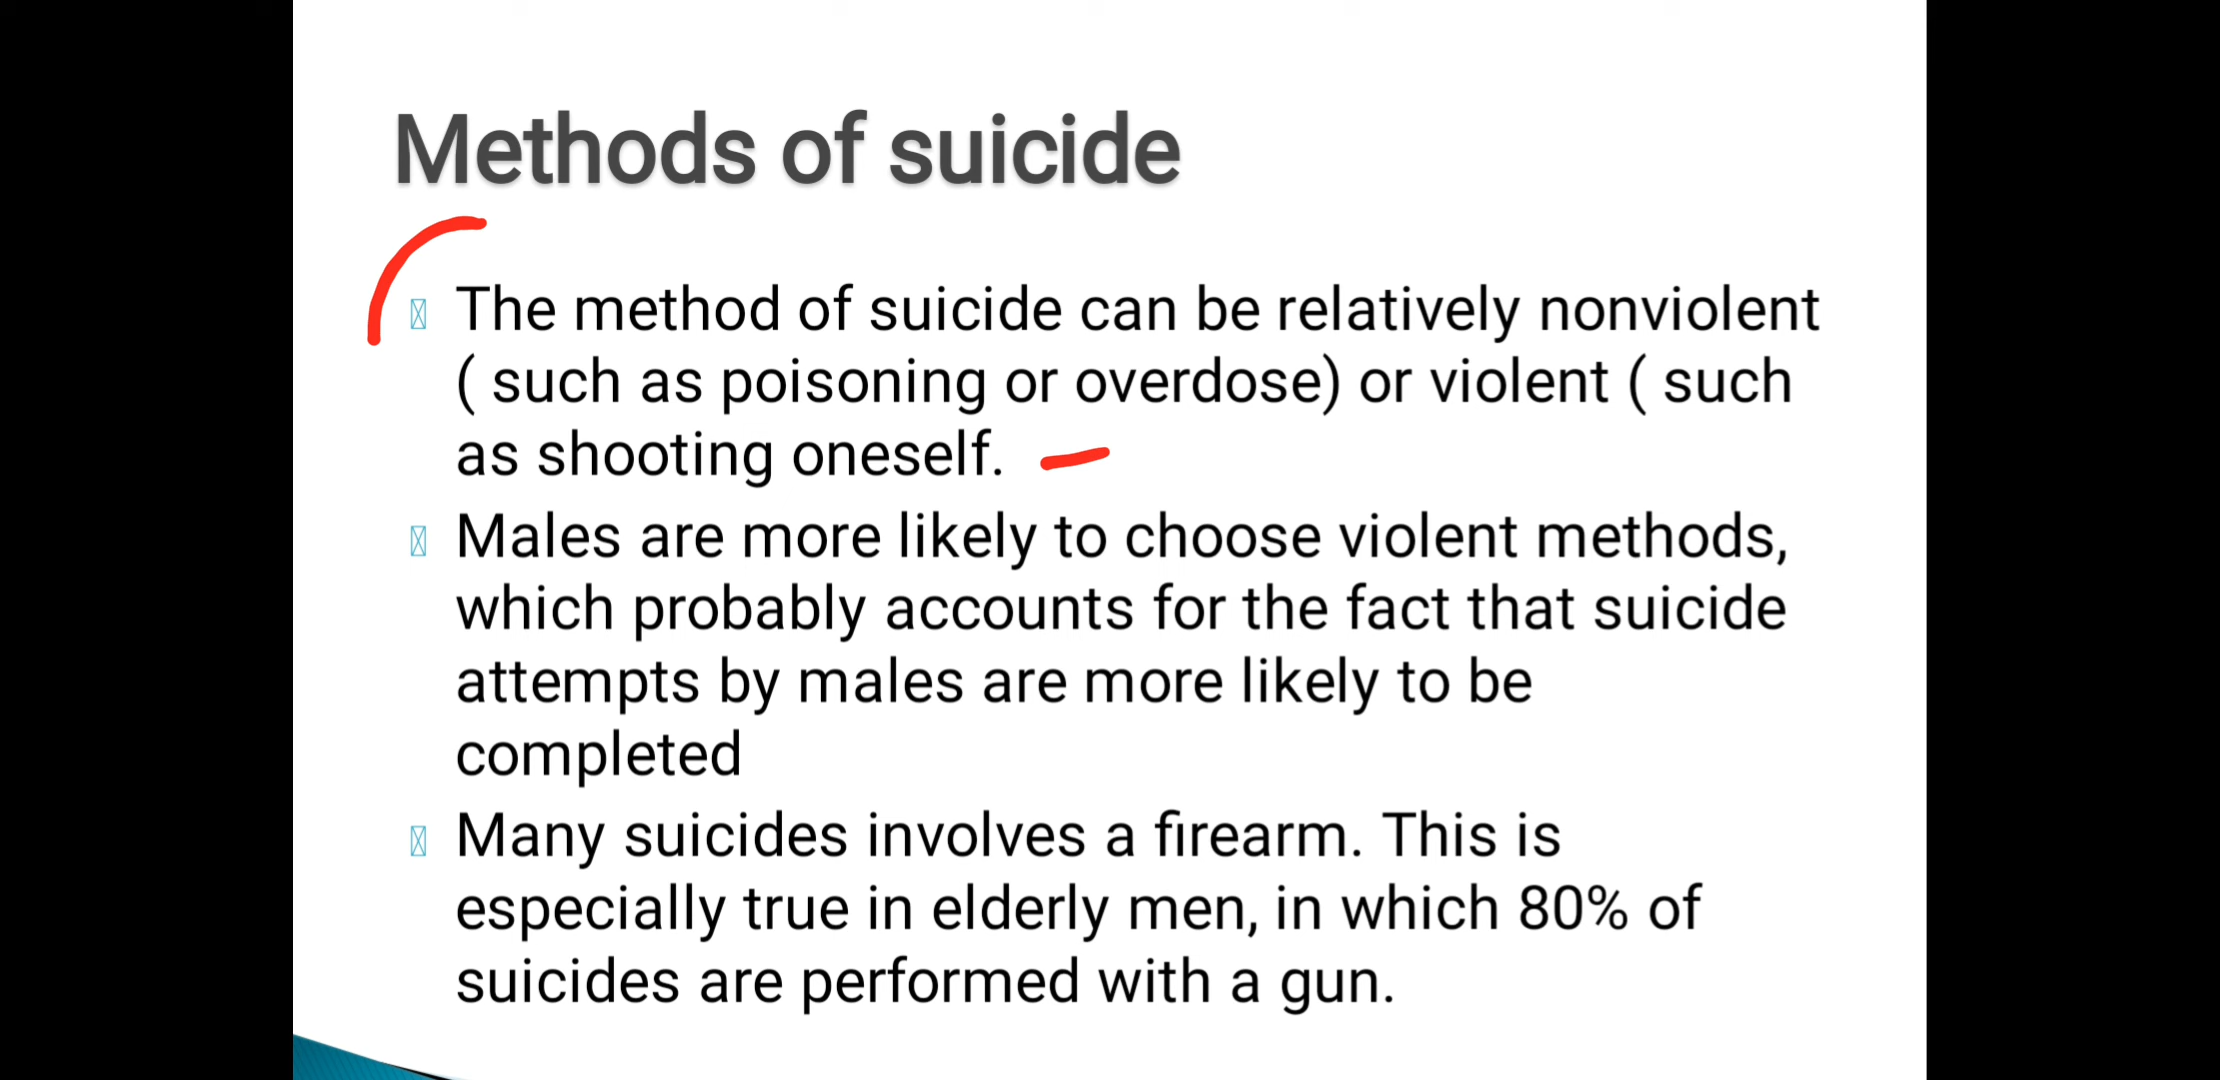 Methods of suicide
The method of suicide can be relatively nonviolent
( such as poisoning or overdose) or violent ( such
as shooting oneself.
Males are more likely to choose violent methods,
which probably accounts for the fact that suicide
attempts by males are more likely to be
completed
Many suicides involves a firearm. This is
especially true in elderly men, in which 80% of
suicides are performed with a gun.